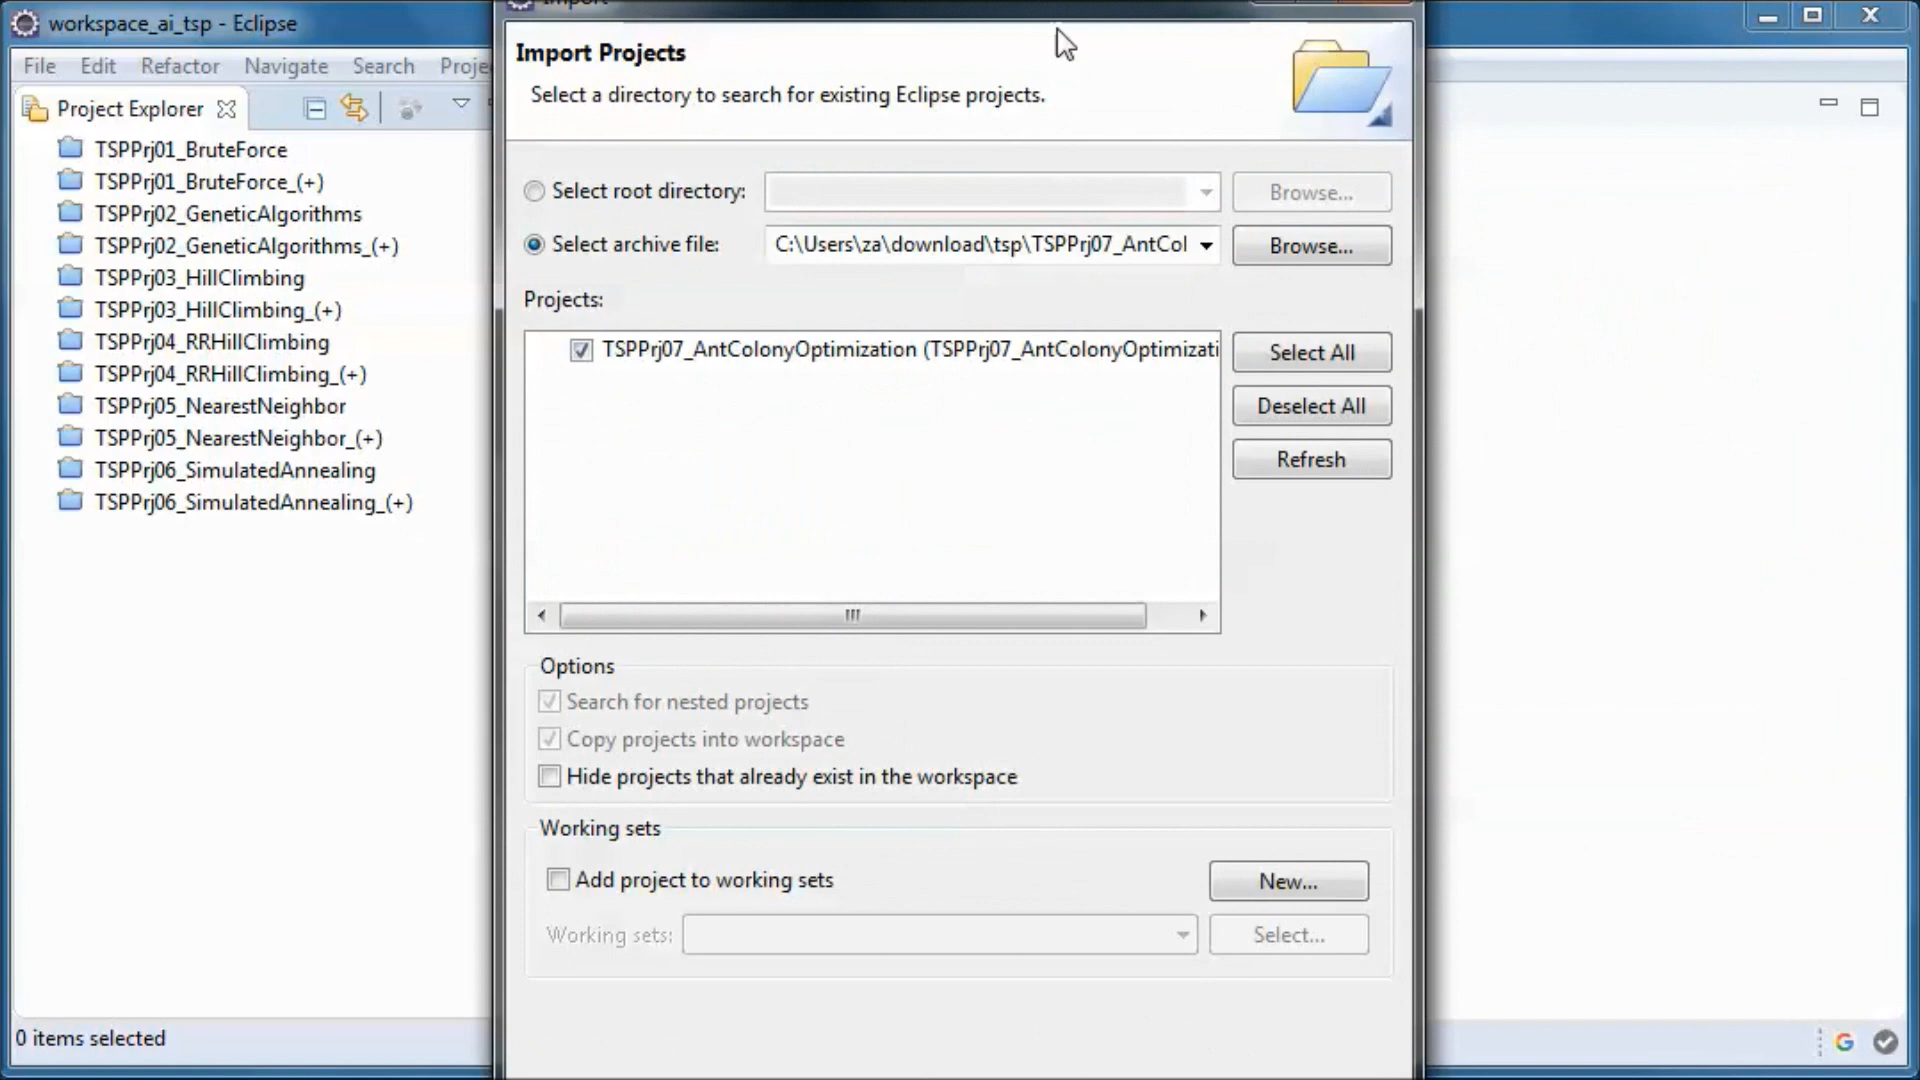 workspace_ai_tsp - Eclipse
Import
File Edit Refactor Navigate Search
Project Explorer
TSPPrj01_BruteForce
TSPPrj01_BruteForce_(+)
TSPPrj02_GeneticAlgorithms
TSPPrj02_GeneticAlgorithms_(+)
TSPPrj03_HillClimbing
TSPPrj03_HillClimbing_(+)
TSPPrj04_RRHillClimbing
TSPPrj04_RRHillClimbing_(+)
TSPPrj05_NearestNeighbor
TSPPrj05_NearestNeighbor_(+)
TSPPrj06_SimulatedAnnealing
TSPPrj06_SimulatedAnnealing_(+)
0 items selected
Import Projects
Select a directory to search for existing Eclipse projects.
Select root directory: Browse...
Select archive file: C:\Users\za\download\tsp\TSPPrj07_AntCol Browse...
Projects:
TSPPrj07_AntColonyOptimization (TSPPrj07_AntColonyOptimizati
Select All
Deselect All
Refresh
Options
Search for nested projects
Copy projects into workspace
Hide projects that already exist in the workspace
Working sets
Add project to working sets New...
Working sets: Select...